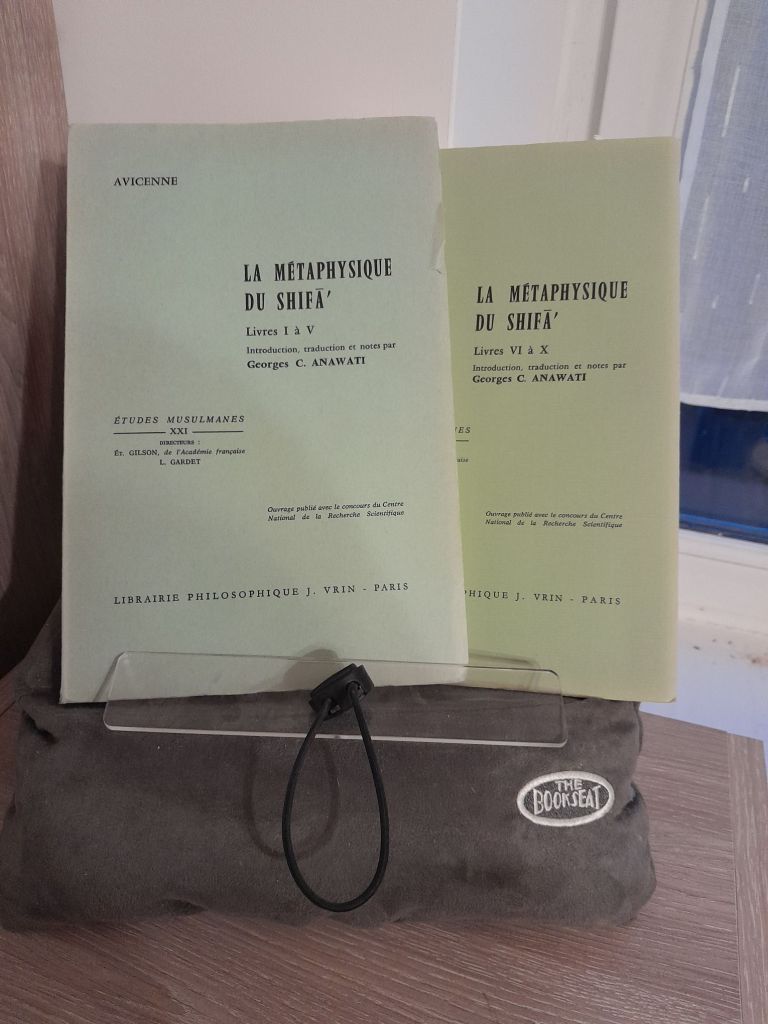 AVICENNE
LA MÉTAPHYSIQUE
DU SHIFĀ'
Livres I à V
Introduction, traduction et notes par
Georges C. ANAWATI
ÉTUDES MUSULMANES
XXI
DIRECTEURS :
ÉT. GILSON, de l'Académie française
L. GARDET
Ouvrage publié avec le concours du Centre
National de la Recherche Scientifique
LIBRAIRIE PHILOSOPHIQUE J. VRIN - PARIS
LA MÉTAPHYSIQUE
DU SHIFĀ'
Livres VI à X
Introduction, traduction et notes par
Georges C. ANAWATI
ES
aise
Ouvrage publié avec le concours du Centre
National de la Recherche Scientifique
HIQUE J. VRIN - PARIS
THE
BOOKSEAT